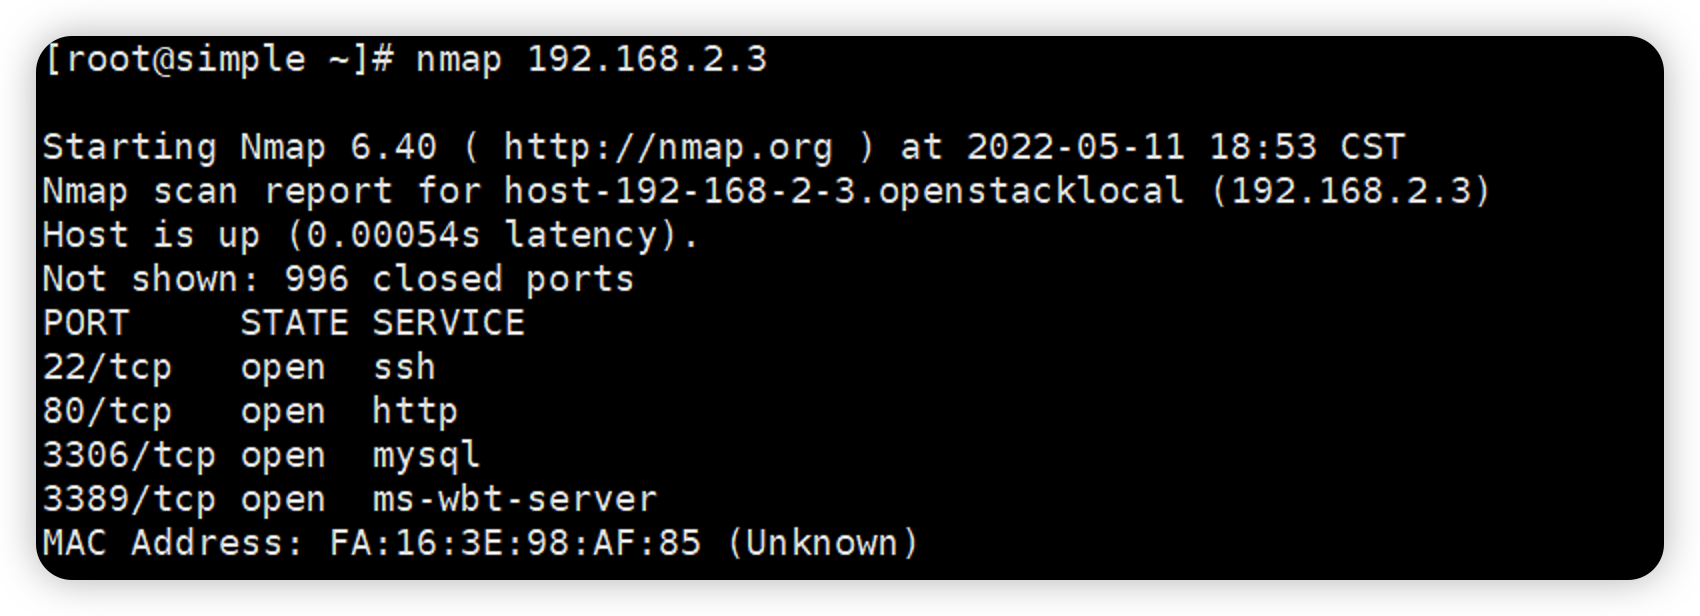 [root@simple ~]# nmap 192.168.2.3
Starting Nmap 6.40 ( http://nmap.org ) at 2022-05-11 18:53 CST
Nmap scan report for host-192-168-2-3.openstacklocal (192.168.2.3)
Host is up (0.00054s latency).
Not shown: 996 closed ports
PORT     STATE SERVICE
22/tcp   open  ssh
80/tcp   open  http
3306/tcp open  mysql
3389/tcp open  ms-wbt-server
MAC Address: FA:16:3E:98:AF:85 (Unknown)